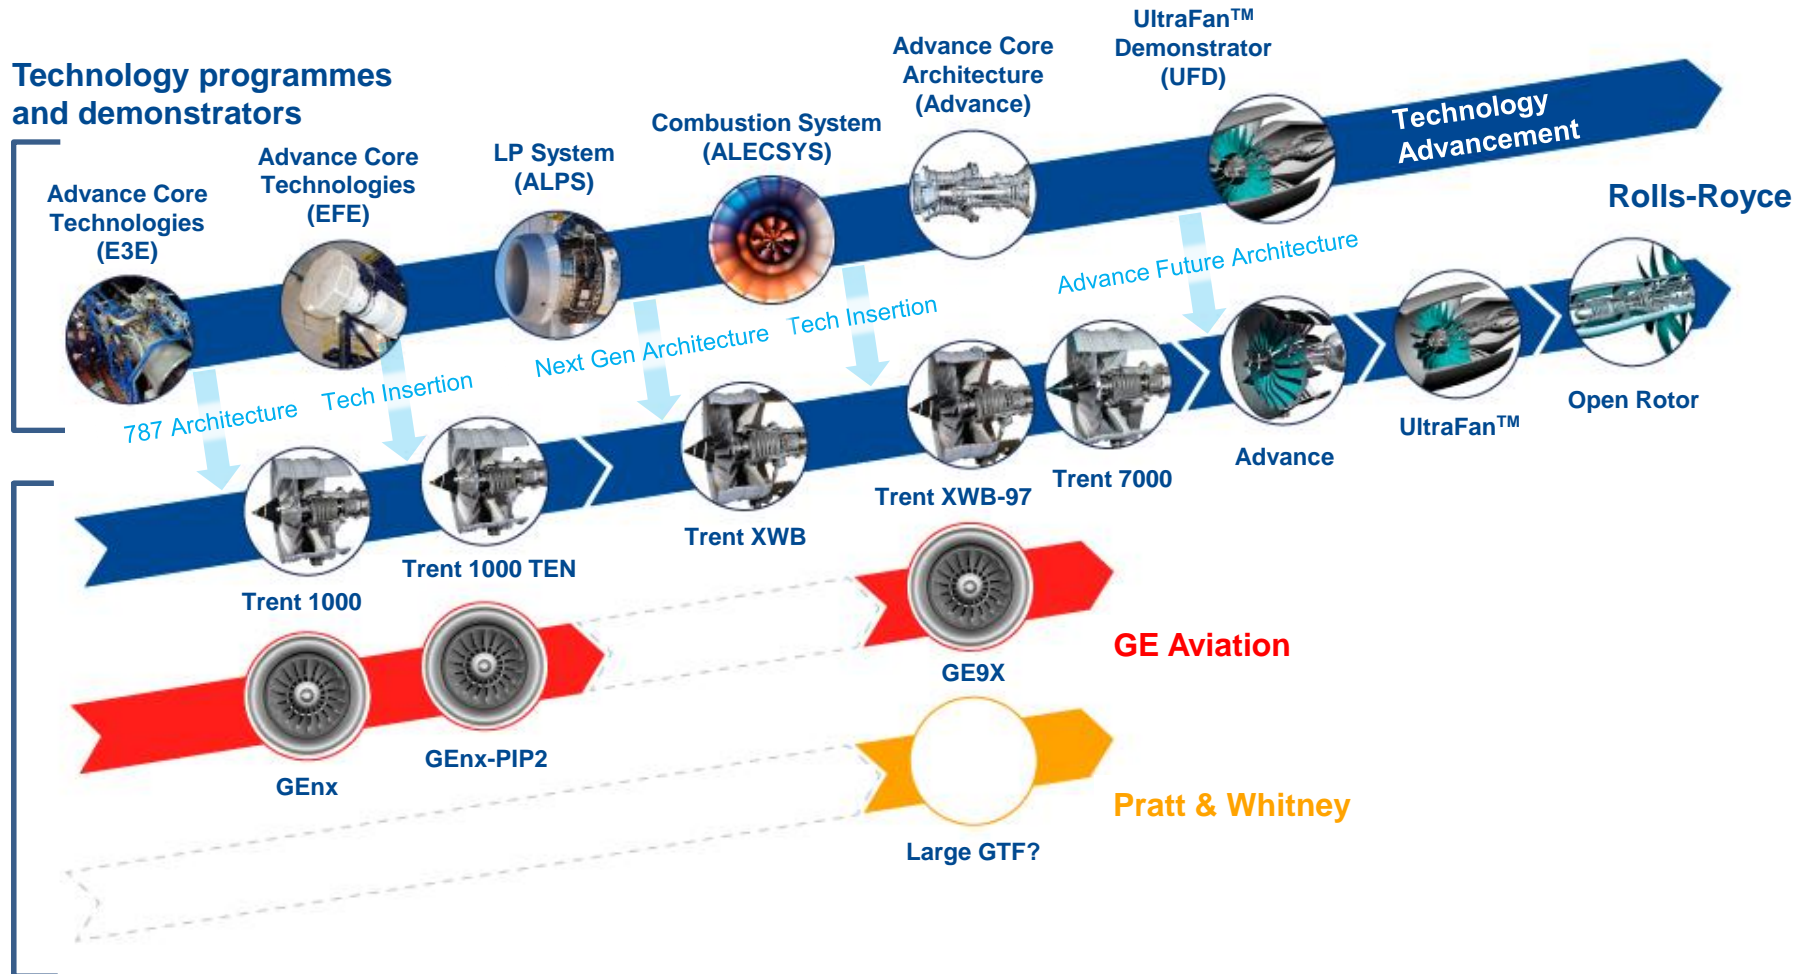 Technology programmes
and demonstrators
Advance Core
Technologies
(E3E)
Advance Core
Technologies
(EFE)
LP System
(ALPS)
Combustion System
(ALECSYS)
Advance Core
Architecture
(Advance)
UltraFan™
Demonstrator
(UFD)
Technology
Advancement
Rolls-Royce
787 Architecture
Tech Insertion
Next Gen Architecture
Tech Insertion
Advance Future Architecture
Trent 1000
Trent 1000 TEN
Trent XWB
Trent XWB-97
Trent 7000
Advance
UltraFan™
Open Rotor
GEnx
GEnx-PIP2
GE9X
GE Aviation
Large GTF?
Pratt & Whitney